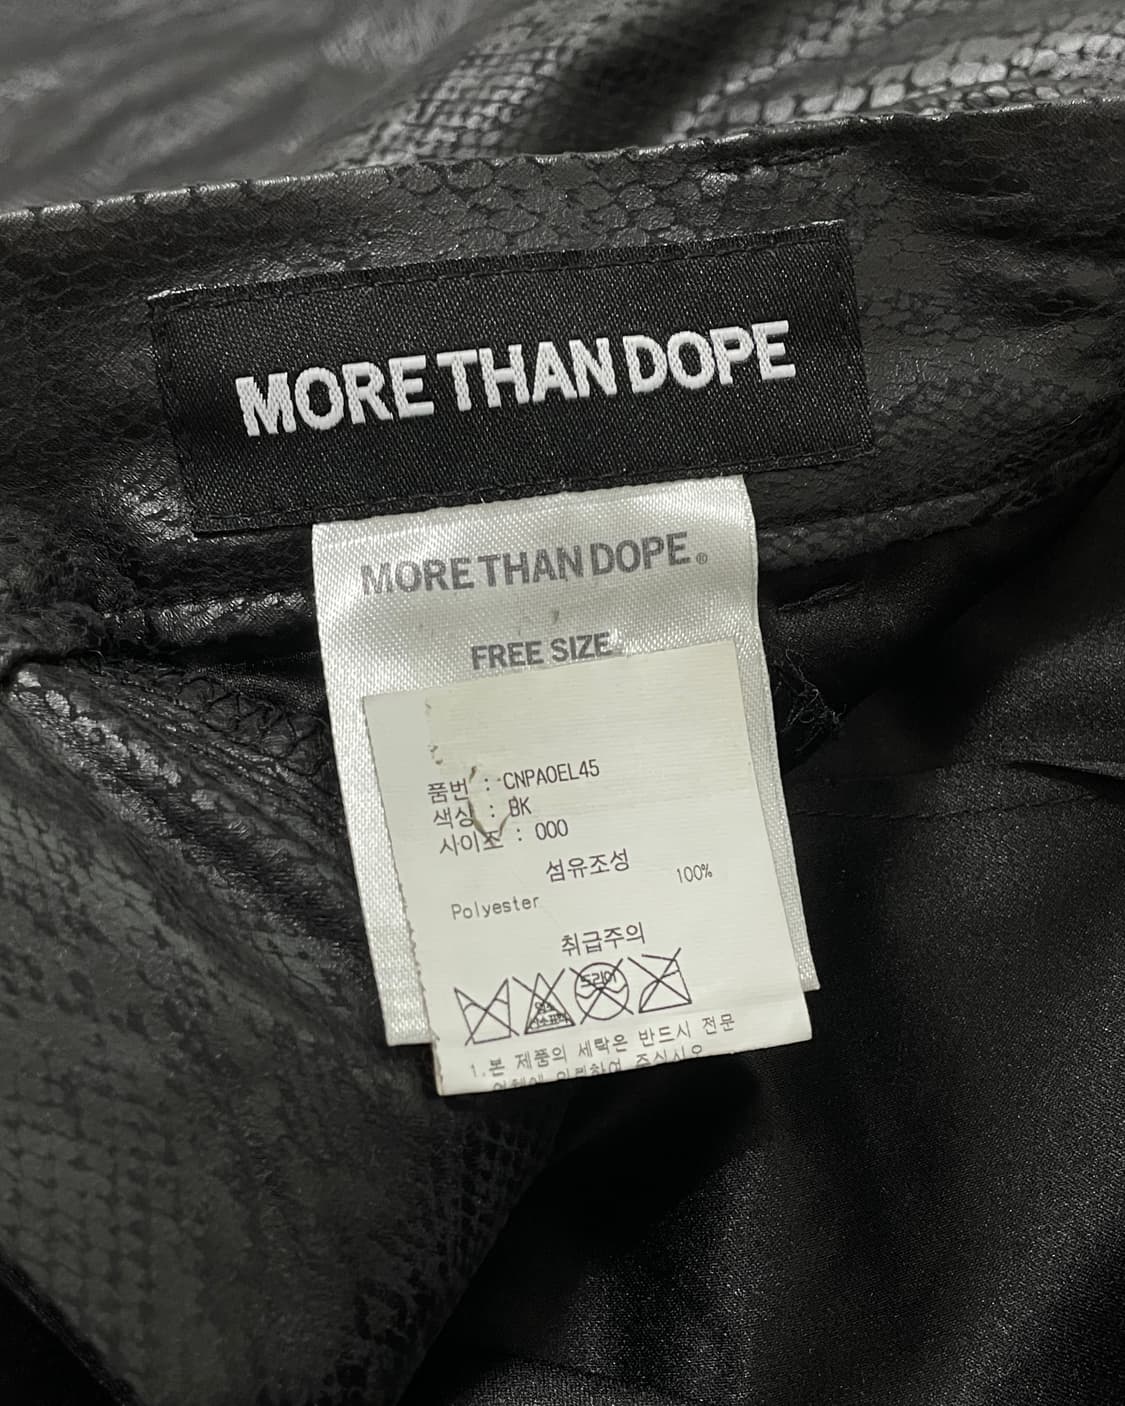 MORE THAN DOPE
MORE THAN DOPE®
FREE SIZE
품번 : CNPAOEL45
색상 : BK
사이즈 : 000
섬유조성
Polyester 100%
취급주의
드라이
1.본 제품의 세탁은 반드시 전문